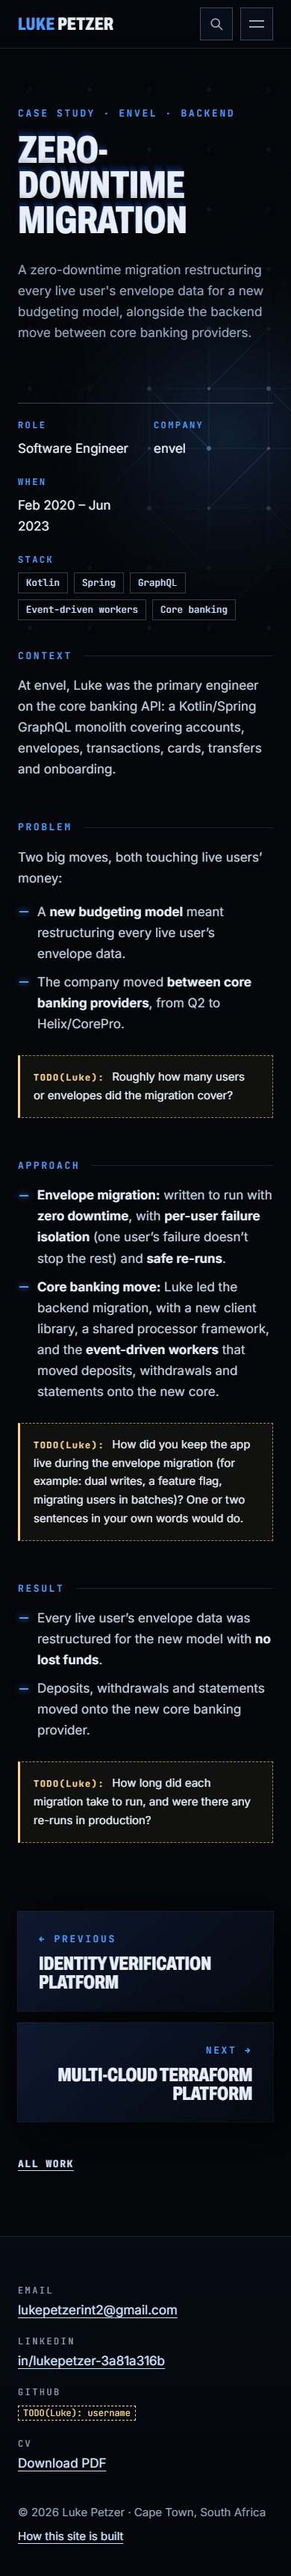 LUKE PETZER
CASE STUDY · ENVEL · BACKEND
ZERO-
DOWNTIME
MIGRATION
A zero-downtime migration restructuring
every live user's envelope data for a new
budgeting model, alongside the backend
move between core banking providers.
ROLE
Software Engineer
COMPANY
envel
WHEN
Feb 2020 – Jun
2023
STACK
Kotlin
Spring
GraphQL
Event-driven workers
Core banking
CONTEXT
At envel, Luke was the primary engineer
on the core banking API: a Kotlin/Spring
GraphQL monolith covering accounts,
envelopes, transactions, cards, transfers
and onboarding.
PROBLEM
Two big moves, both touching live users’
money:
A new budgeting model meant
restructuring every live user’s
envelope data.
The company moved between core
banking providers, from Q2 to
Helix/CorePro.
TODO(Luke): Roughly how many users
or envelopes did the migration cover?
APPROACH
Envelope migration: written to run with
zero downtime, with per-user failure
isolation (one user’s failure doesn’t
stop the rest) and safe re-runs.
Core banking move: Luke led the
backend migration, with a new client
library, a shared processor framework,
and the event-driven workers that
moved deposits, withdrawals and
statements onto the new core.
TODO(Luke): How did you keep the app
live during the envelope migration (for
example: dual writes, a feature flag,
migrating users in batches)? One or two
sentences in your own words would do.
RESULT
Every live user’s envelope data was
restructured for the new model with no
lost funds.
Deposits, withdrawals and statements
moved onto the new core banking
provider.
TODO(Luke): How long did each
migration take to run, and were there any
re-runs in production?
← PREVIOUS
IDENTITY VERIFICATION
PLATFORM
NEXT →
MULTI-CLOUD TERRAFORM
PLATFORM
ALL WORK
EMAIL
lukepetzerint2@gmail.com
LINKEDIN
in/lukepetzer-3a81a316b
GITHUB
TODO(Luke): username
CV
Download PDF
© 2026 Luke Petzer · Cape Town, South Africa
How this site is built